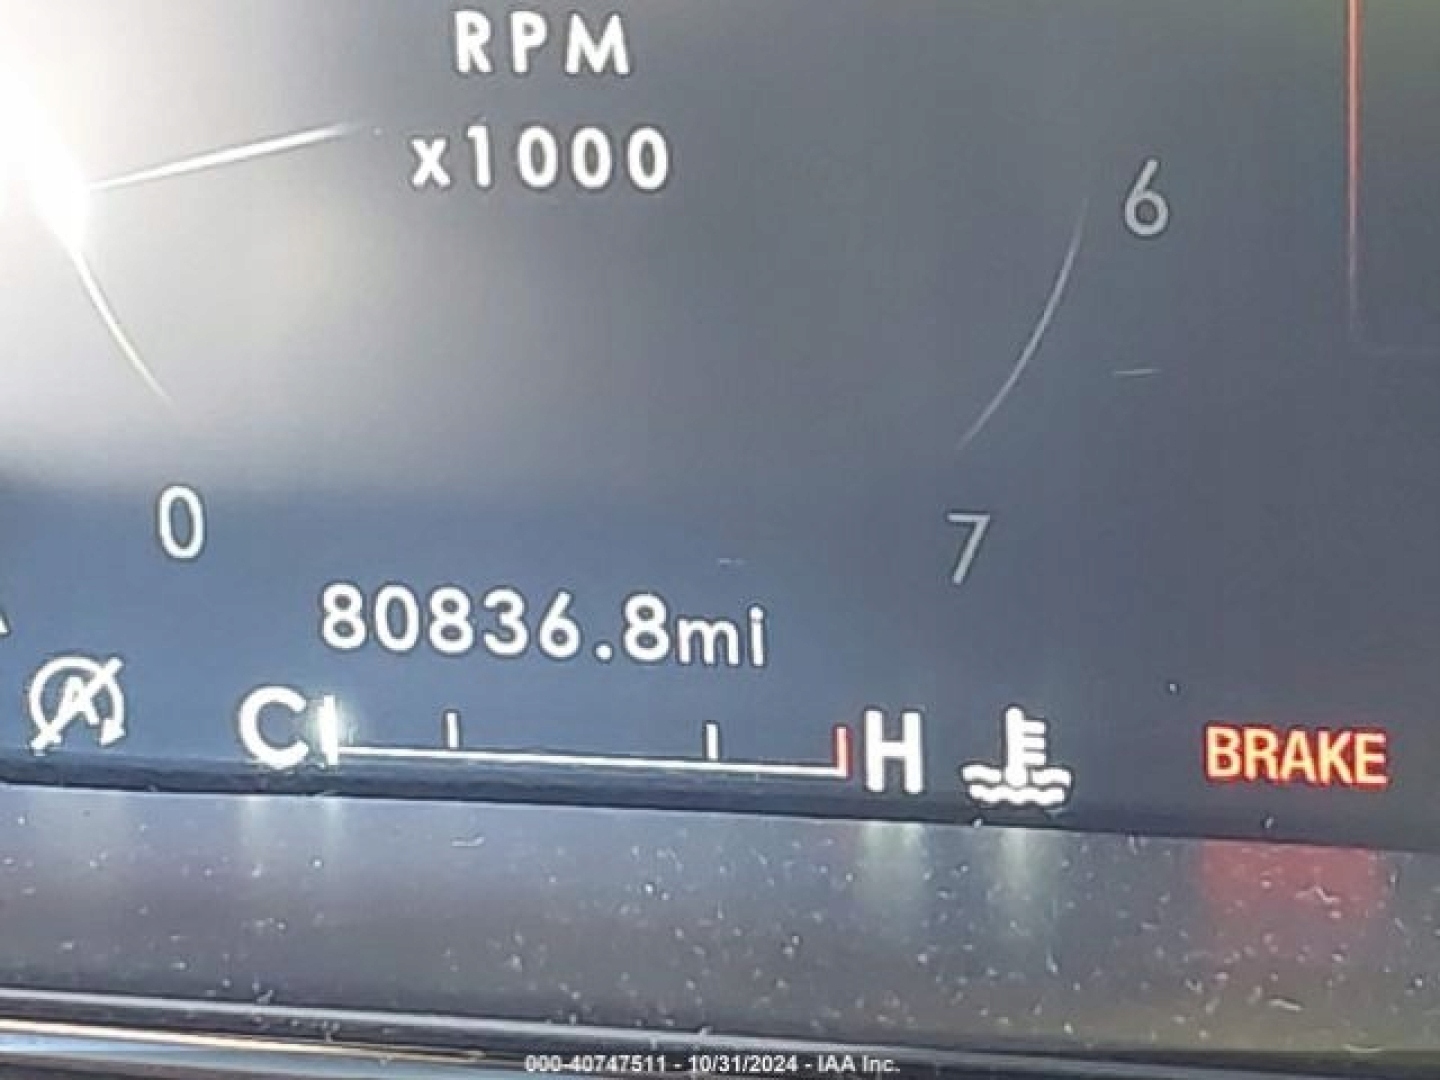 RPM
x1000
6
0
7
80836.8mi
A
C H
BRAKE
000-40747511 - 10/31/2024 - IAA Inc.